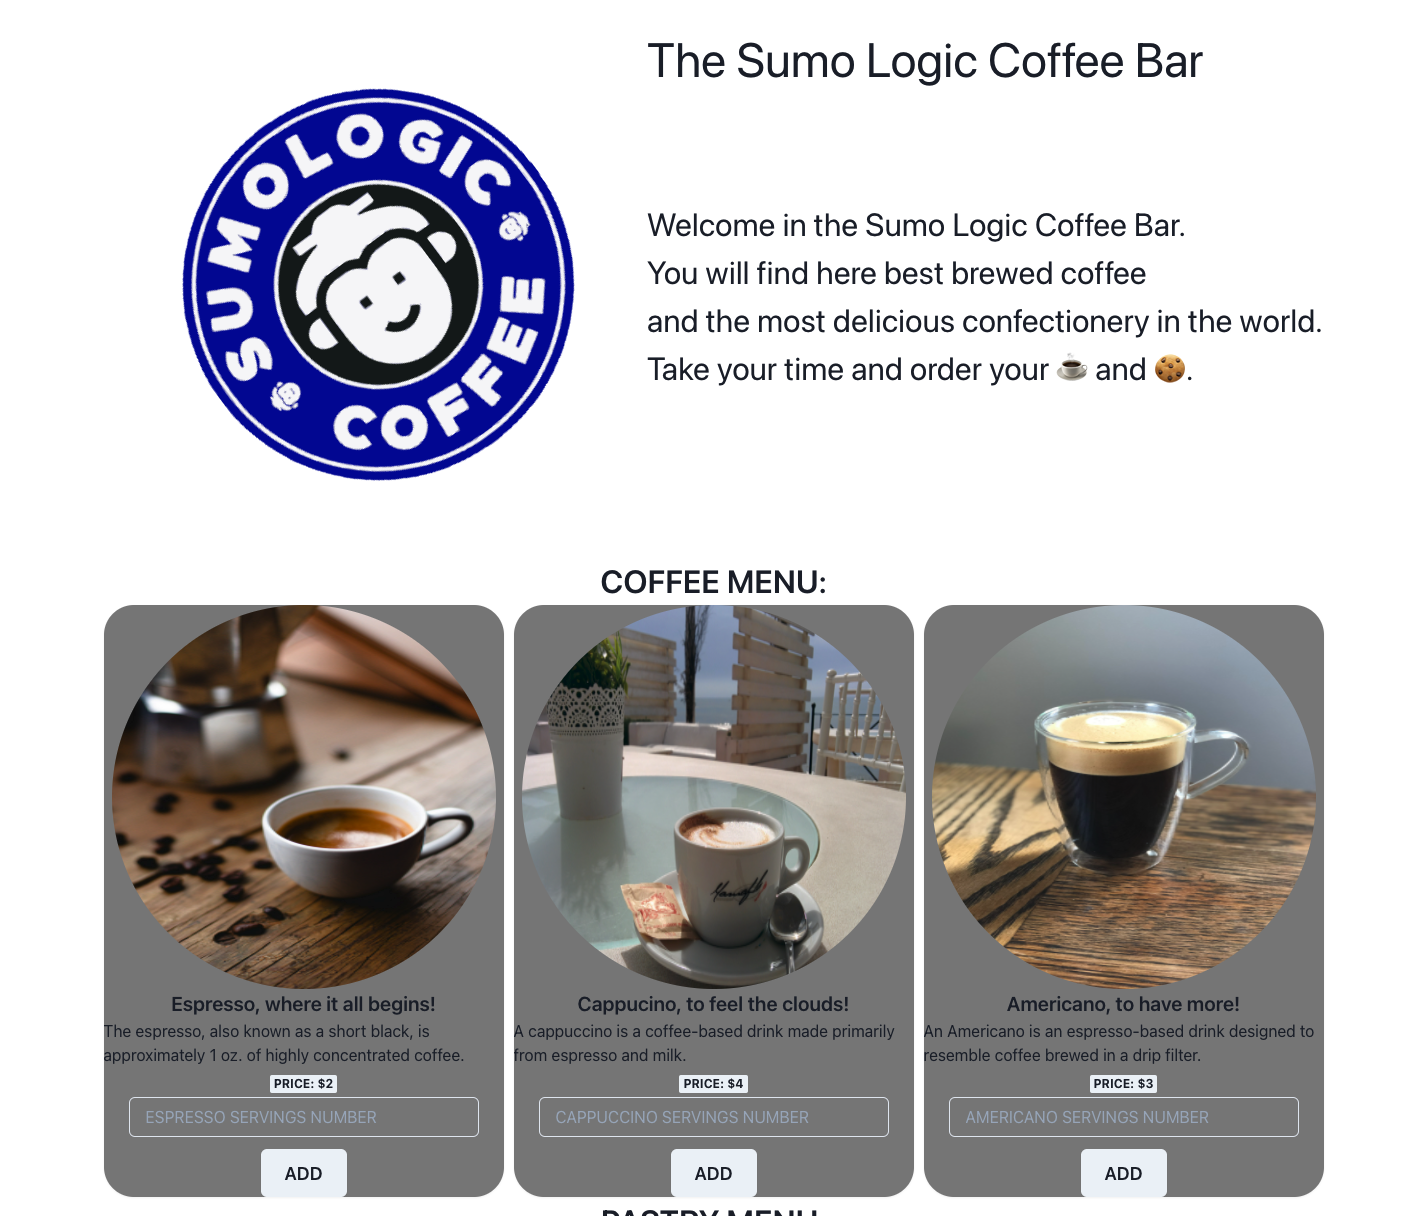 The Sumo Logic Coffee Bar
SUMOLOGIC
COFFEE
Welcome in the Sumo Logic Coffee Bar.
You will find here best brewed coffee
and the most delicious confectionery in the world.
Take your time and order your ☕ and 🍪.
COFFEE MENU:
Espresso, where it all begins!
The espresso, also known as a short black, is
approximately 1 oz. of highly concentrated coffee.
PRICE: $2
ESPRESSO SERVINGS NUMBER
ADD
Cappucino, to feel the clouds!
A cappuccino is a coffee-based drink made primarily
from espresso and milk.
PRICE: $4
CAPPUCCINO SERVINGS NUMBER
ADD
Americano, to have more!
An Americano is an espresso-based drink designed to
resemble coffee brewed in a drip filter.
PRICE: $3
AMERICANO SERVINGS NUMBER
ADD
PASTRY MENU: